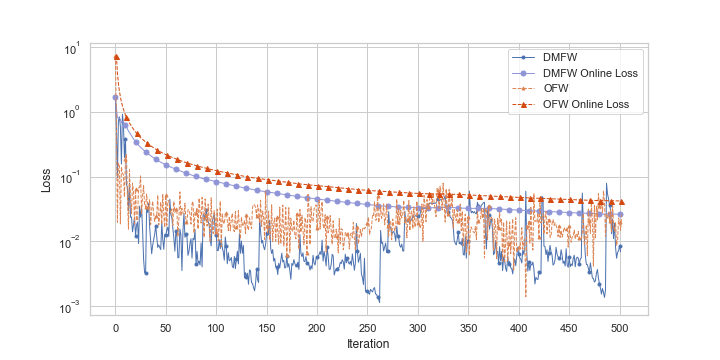 10¹
10⁰
10⁻¹
10⁻²
10⁻³
Loss
DMFW
DMFW Online Loss
OFW
OFW Online Loss
0 50 100 150 200 250 300 350 400 450 500
Iteration